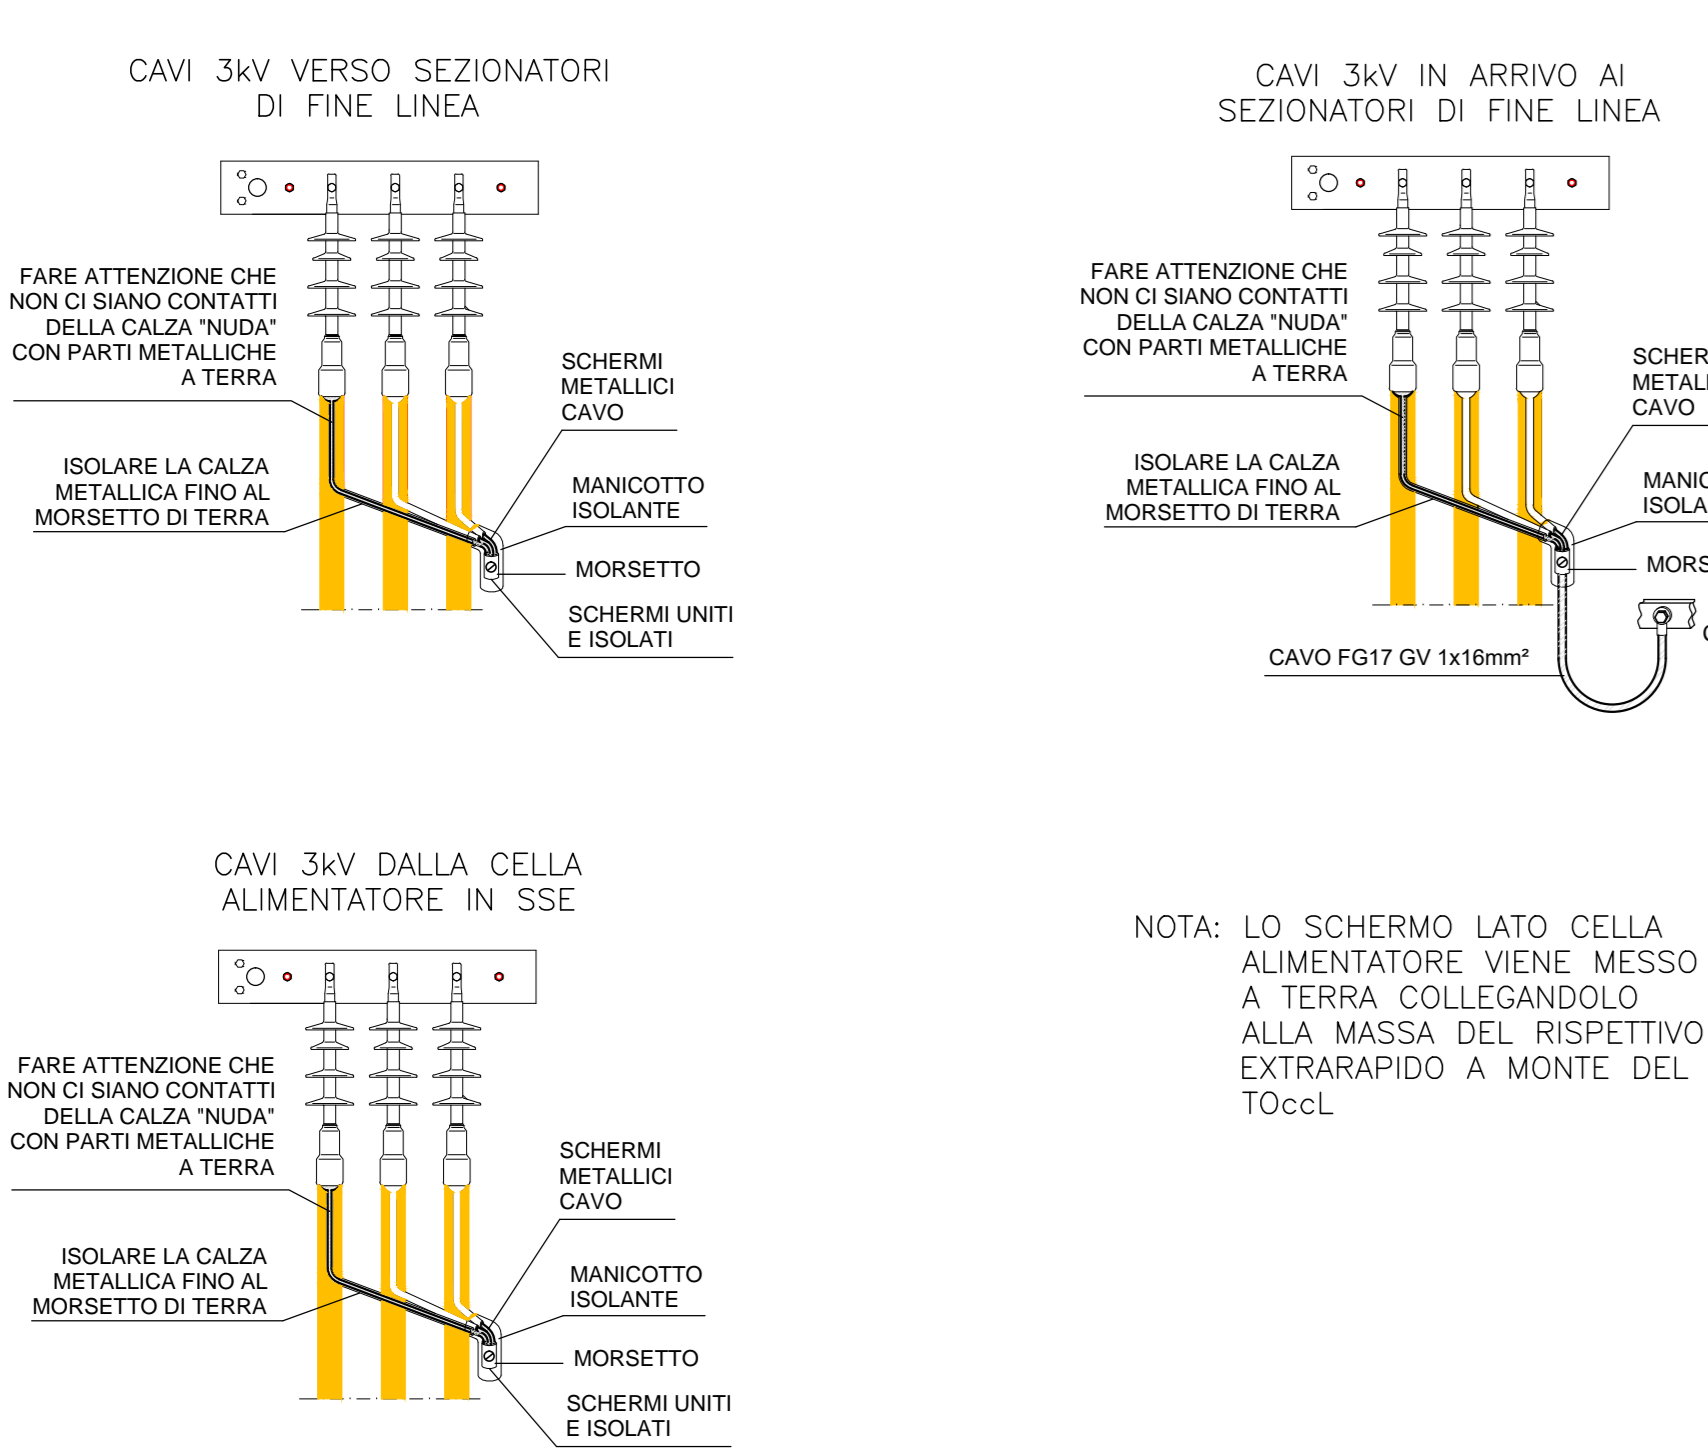 CAVI 3kV VERSO SEZIONATORI
DI FINE LINEA
FARE ATTENZIONE CHE
NON CI SIANO CONTATTI
DELLA CALZA "NUDA"
CON PARTI METALLICHE
A TERRA
ISOLARE LA CALZA
METALLICA FINO AL
MORSETTO DI TERRA
SCHERMI
METALLICI
CAVO
MANICOTTO
ISOLANTE
MORSETTO
SCHERMI UNITI
E ISOLATI
CAVI 3kV IN ARRIVO AI
SEZIONATORI DI FINE LINEA
FARE ATTENZIONE CHE
NON CI SIANO CONTATTI
DELLA CALZA "NUDA"
CON PARTI METALLICHE
A TERRA
ISOLARE LA CALZA
METALLICA FINO AL
MORSETTO DI TERRA
CAVO
CAVO FG17 GV 1x16mm²
CAVI 3kV DALLA CELLA
ALIMENTATORE IN SSE
FARE ATTENZIONE CHE
NON CI SIANO CONTATTI
DELLA CALZA "NUDA"
CON PARTI METALLICHE
A TERRA
ISOLARE LA CALZA
METALLICA FINO AL
MORSETTO DI TERRA
SCHERMI
METALLICI
CAVO
MANICOTTO
ISOLANTE
MORSETTO
SCHERMI UNITI
E ISOLATI
NOTA: LO SCHERMO LATO CELLA
ALIMENTATORE VIENE MESSO
A TERRA COLLEGANDOLO
ALLA MASSA DEL RISPETTIVO
EXTRARAPIDO A MONTE DEL
TOccL